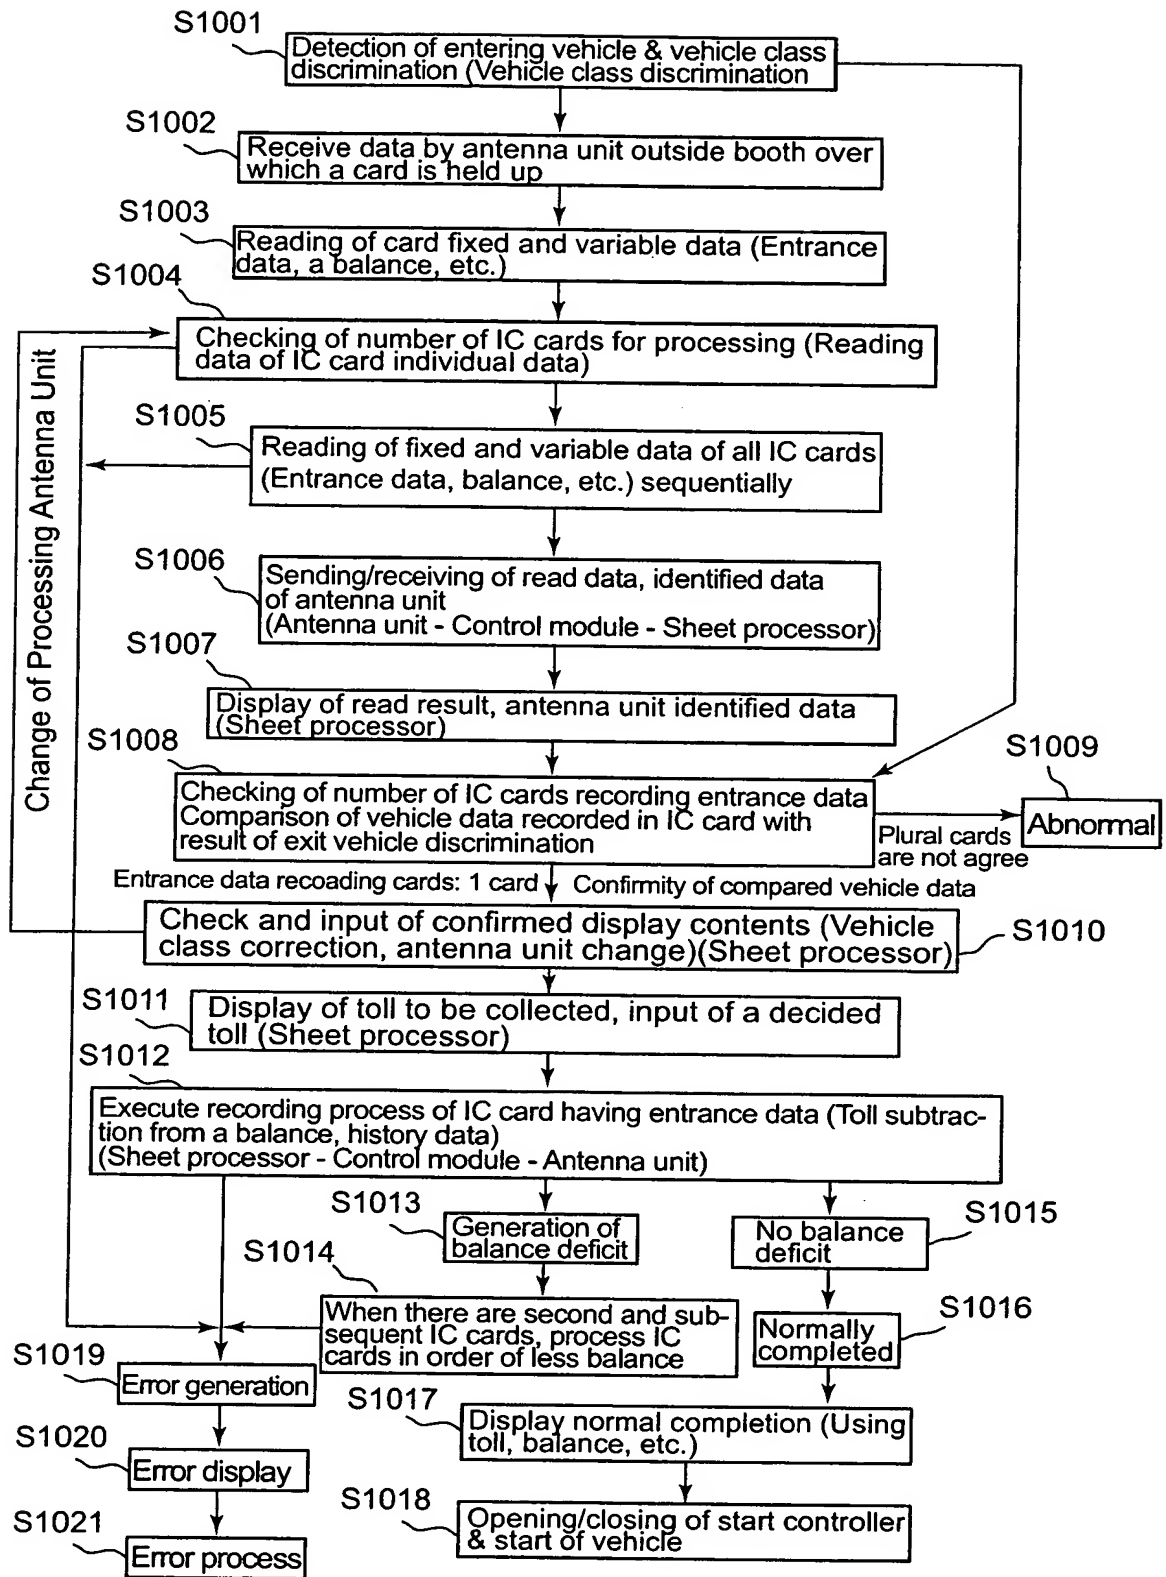 S1001
Detection of entering vehicle & vehicle class
discrimination (Vehicle class discrimination
S1002
Receive data by antenna unit outside booth over
which a card is held up
S1003
Reading of card fixed and variable data (Entrance
data, a balance, etc.)
S1004
Checking of number of IC cards for processing (Reading
data of IC card individual data)
Change of Processing Antenna Unit
S1005
Reading of fixed and variable data of all IC cards
(Entrance data, balance, etc.) sequentially
S1006
Sending/receiving of read data, identified data
of antenna unit
(Antenna unit - Control module - Sheet processor)
S1007
Display of read result, antenna unit identified data
(Sheef processor)
S1008
Checking of number of IC cards recording entrance data
Comparison of vehicle data recorded in IC card with
result of exit vehicle discrimination
S1009
Abnormal
Plural cards
are not agree
Entrance data recoading cards: 1 card
Confirmity of compared vehicle data
Check and input of confirmed display contents (Vehicle
class correction, antenna unit change)(Sheet processor)
S1010
S1011
Display of toll to be collected, input of a decided
toll (Sheet processor)
S1012
Execute recording process of IC card having entrance data (Toll subtrac-
tion from a balance, history data)
(Sheet processor - Control module - Antenna unit)
S1013
Generation of
balance deficit
S1015
No balance
deficit
S1014
When there are second and sub-
sequent IC cards, process IC
cards in order of less balance
S1016
Normally
completed
S1019
Error generation
S1017
Display normal completion (Using
toll, balance, etc.)
S1020
Error display
S1018
Opening/closing of start controller
& start of vehicle
S1021
Error process